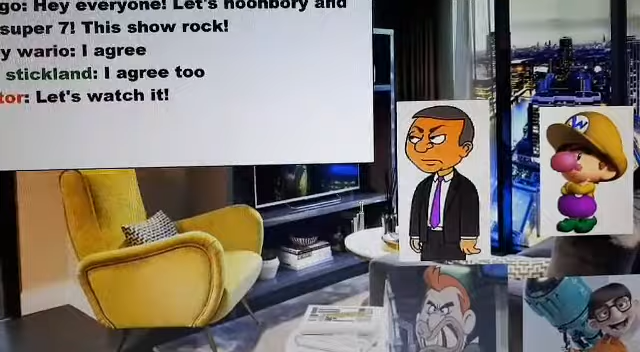 go: Hey everyone! Let's noonbory and
super 7! This show rock!
y wario: I agree
stickland: I agree too
tor: Let's watch it!